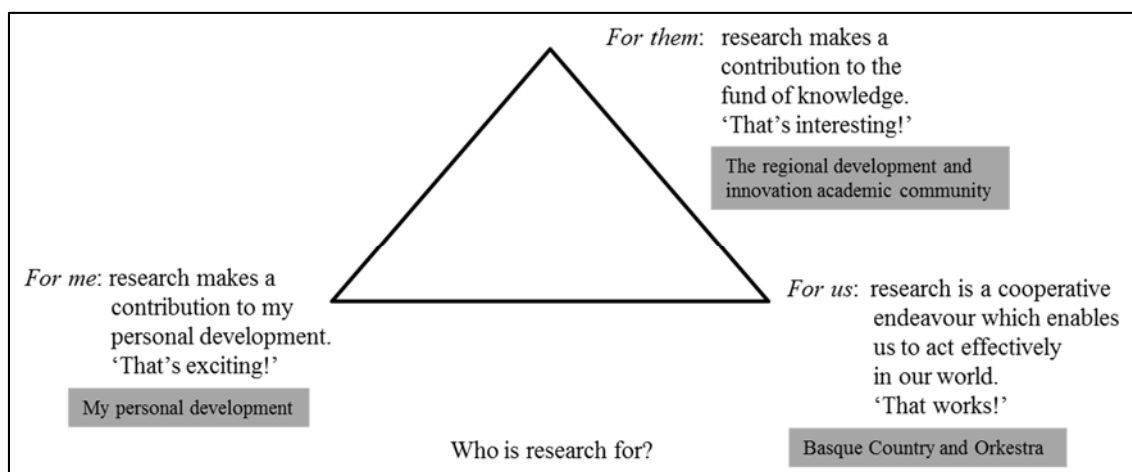 For them: research makes a
contribution to the
fund of knowledge.
‘That’s interesting!’
The regional development and
innovation academic community
For me: research makes a
contribution to my
personal development.
‘That’s exciting!’
My personal development
For us: research is a cooperative
endeavour which enables
us to act effectively
in our world.
‘That works!’
Basque Country and Orkestra
Who is research for?